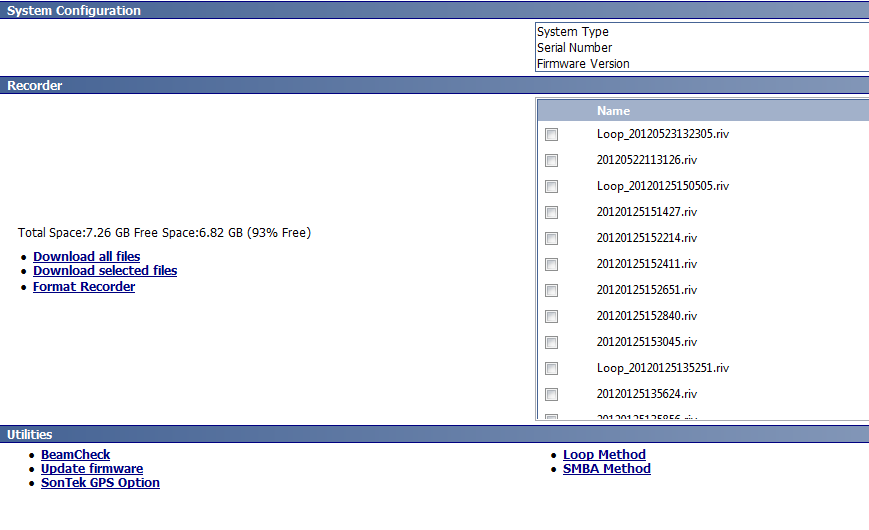 System Configuration
System Type
Serial Number
Firmware Version
Recorder
Total Space:7.26 GB Free Space:6.82 GB (93% Free)
Download all files
Download selected files
Format Recorder
Name
Loop_20120523132305.riv
20120522113126.riv
Loop_20120125150505.riv
20120125151427.riv
20120125152214.riv
20120125152411.riv
20120125152651.riv
20120125152840.riv
20120125153045.riv
Loop_20120125135251.riv
20120125135624.riv
20120125135856.riv
Utilities
BeamCheck
Update firmware
SonTek GPS Option
Loop Method
SMBA Method